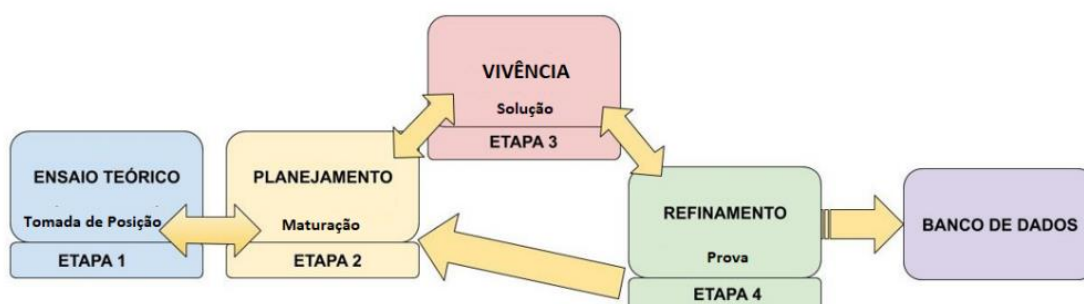 ENSAIO TEÓRICO
Tomada de Posição
ETAPA 1
PLANEJAMENTO
Maturação
ETAPA 2
VIVÊNCIA
Solução
ETAPA 3
REFINAMENTO
Prova
ETAPA 4
BANCO DE DADOS